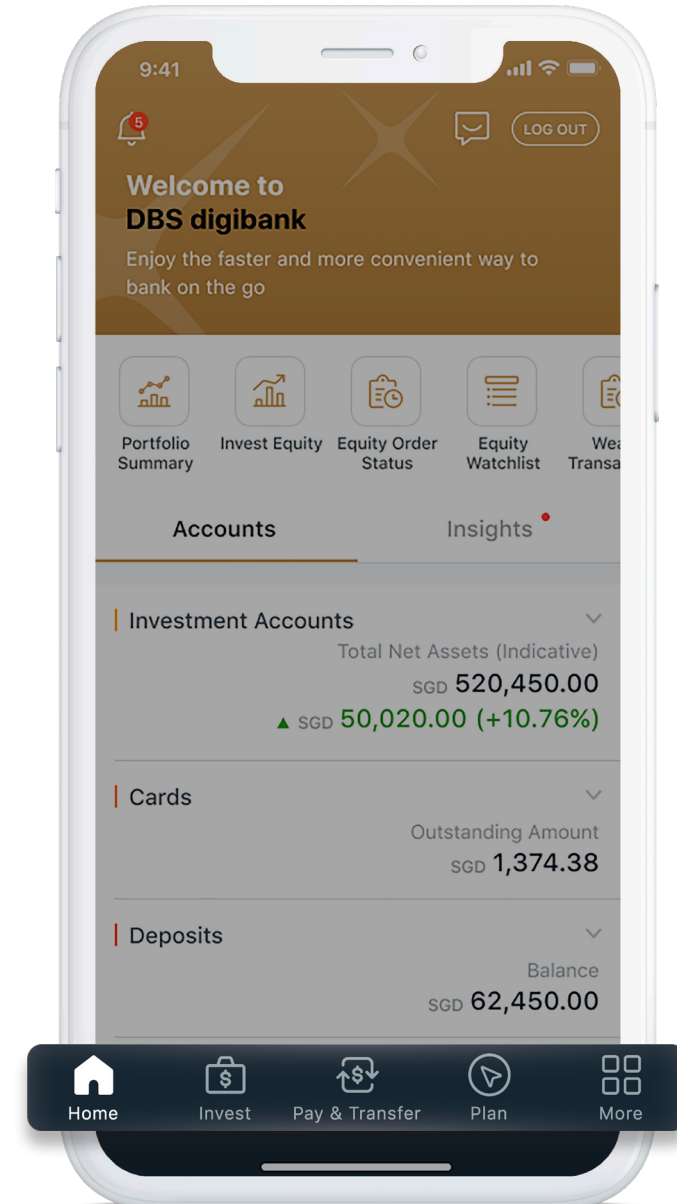 9:41
5
LOG OUT
Welcome to
DBS digibank
Enjoy the faster and more convenient way to
bank on the go
Portfolio
Summary
Invest Equity
Equity Order
Status
Equity
Watchlist
Wea
Transa
Accounts
Insights
Investment Accounts
Total Net Assets (Indicative)
SGD 520,450.00
▲ SGD 50,020.00 (+10.76%)
Cards
Outstanding Amount
SGD 1,374.38
Deposits
Balance
SGD 62,450.00
Home
Invest
Pay & Transfer
Plan
More